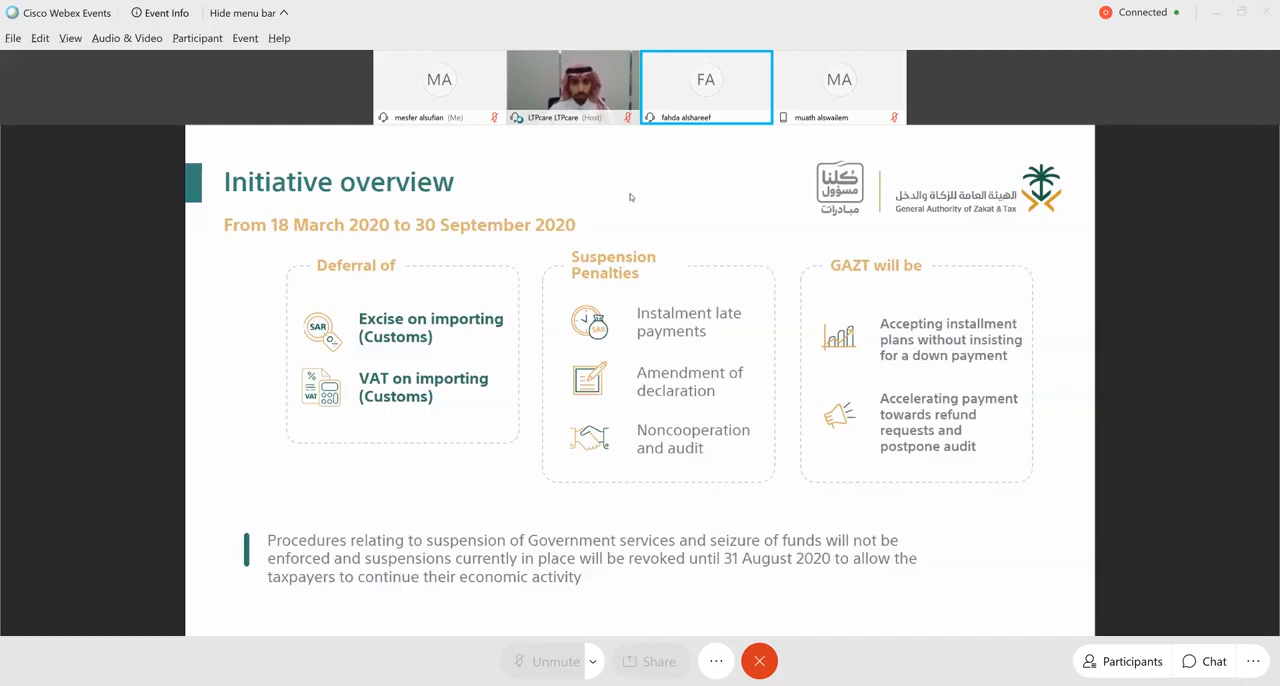 Cisco Webex Events
Event Info
Hide menu bar
Connected
File Edit View Audio & Video Participant Event Help
MA
FA
MA
mesfer alsufian (Me)
LTPcare LTPcare (Host)
fahda alshareef
muath alswailem
Initiative overview
كلنا
مسؤول
مبادرات
الهيئة العامة للزكاة والدخل
General Authority of Zakat & Tax
From 18 March 2020 to 30 September 2020
Deferral of
SAR
Excise on importing
(Customs)
%
VAT
VAT on importing
(Customs)
Suspension
Penalties
SAR
Instalment late
payments
Amendment of
declaration
Noncooperation
and audit
GAZT will be
Accepting installment
plans without insisting
for a down payment
Accelerating payment
towards refund
requests and
postpone audit
Procedures relating to suspension of Government services and seizure of funds will not be
enforced and suspensions currently in place will be revoked until 31 August 2020 to allow the
taxpayers to continue their economic activity
Unmute
Share
Participants
Chat